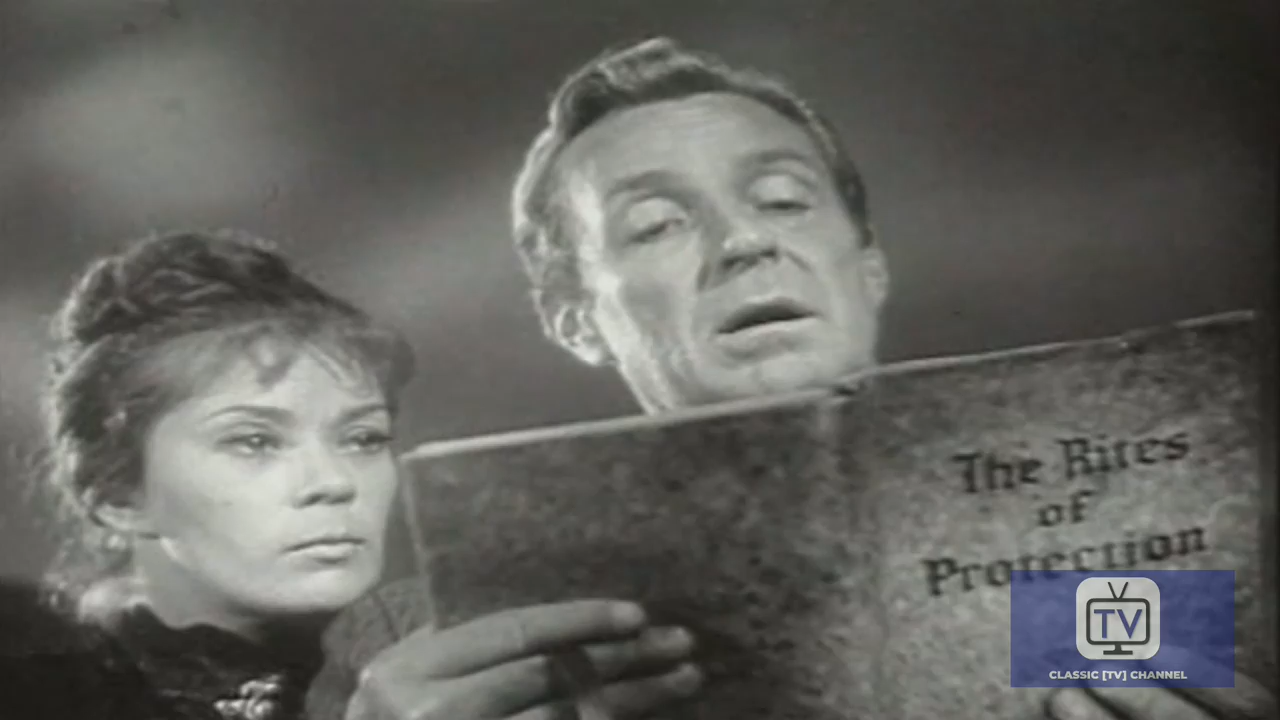 The Rites
of
Protection
TV
CLASSIC [TV] CHANNEL